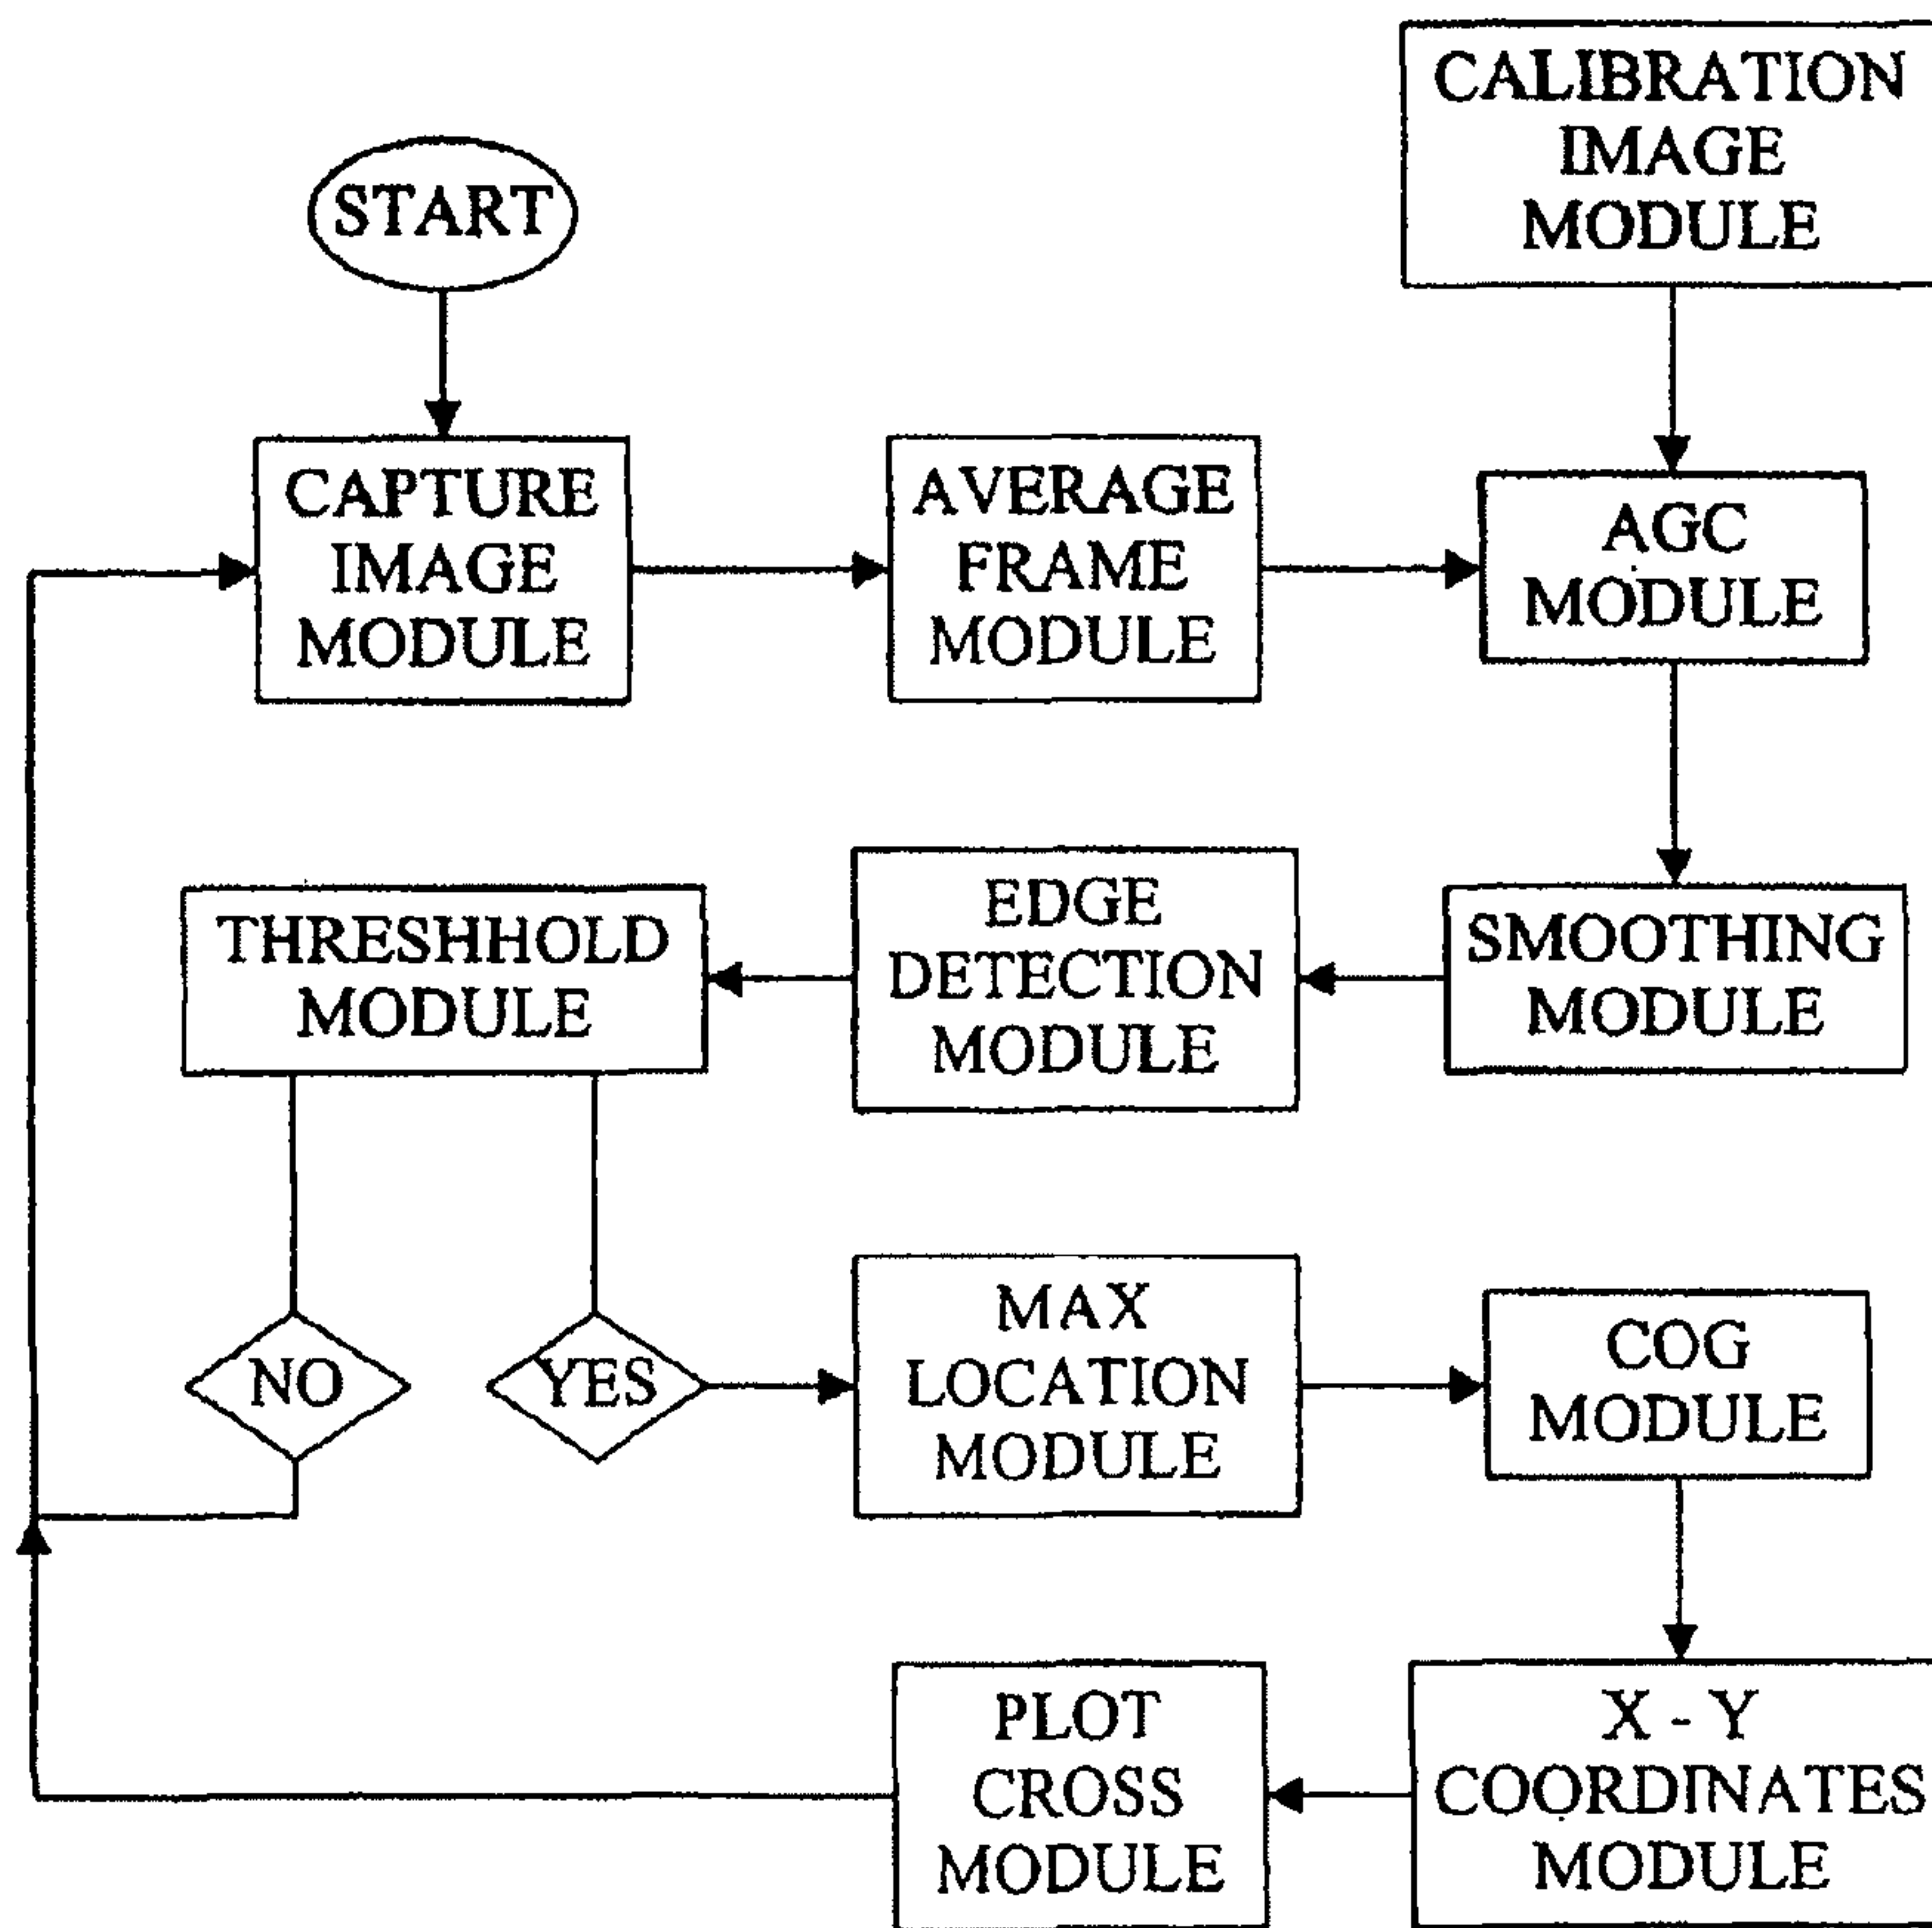 CALIBRATION
IMAGE
MODULE
START
CAPTURE
IMAGE
MODULE
AVERAGE
FRAME
MODULE
AGC
MODULE
THRESHHOLD
MODULE
EDGE
DETECTION
MODULE
SMOOTHING
MODULE
NO
YES
MAX
LOCATION
MODULE
COG
MODULE
PLOT
CROSS
MODULE
X - Y
COORDINATES
MODULE